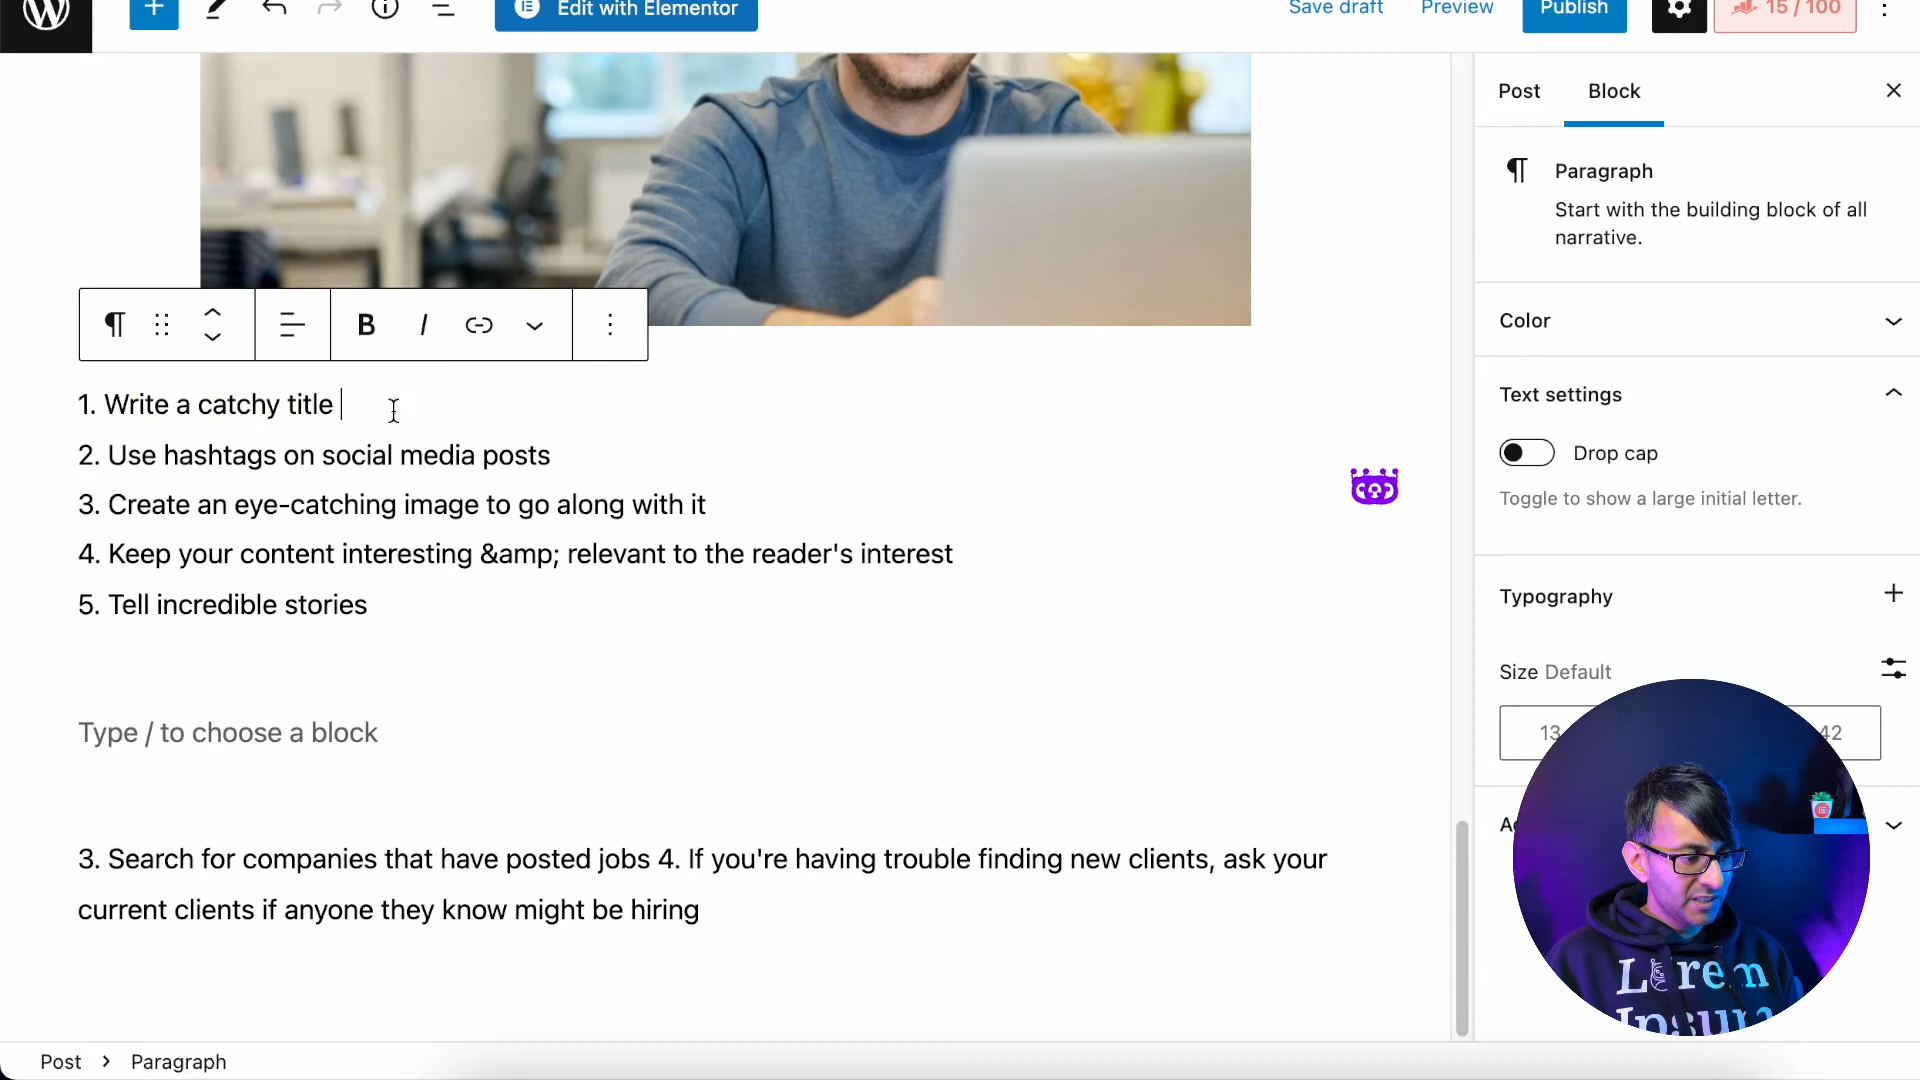 Edit with Elementor
Save draft
Preview
Publish
15 / 100
Post
Block
Paragraph
Start with the building block of all
narrative.
Color
B I
1. Write a catchy title
Text settings
2. Use hashtags on social media posts
Drop cap
3. Create an eye-catching image to go along with it
Toggle to show a large initial letter.
4. Keep your content interesting &amp; relevant to the reader's interest
5. Tell incredible stories
Typography
Size Default
Type / to choose a block
13
42
3. Search for companies that have posted jobs 4. If you're having trouble finding new clients, ask your
current clients if anyone they know might be hiring
Lorem
Ipsum
Post > Paragraph